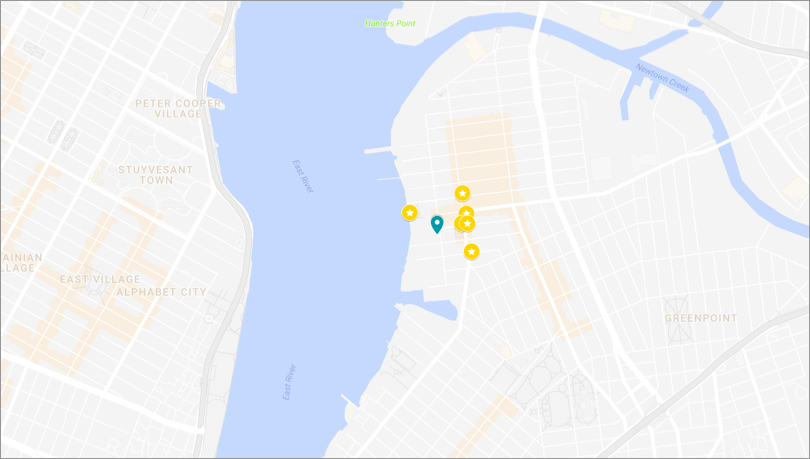 Hunters Point
Newtown Creek
PETER COOPER
VILLAGE
STUYVESANT
TOWN
East River
AINIAN
LLAGE
EAST VILLAGE
ALPHABET CITY
GREENPOINT
East River